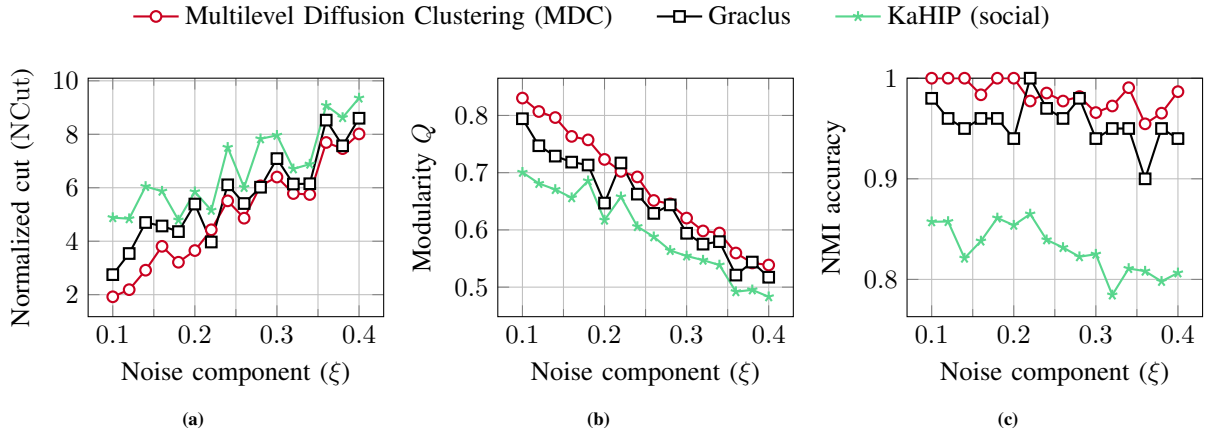 Multilevel Diffusion Clustering (MDC) Graclus KaHIP (social)
Normalized cut (NCut)
10
8
6
4
2
0.1 0.2 0.3 0.4
Noise component (ξ)
(a)
Modularity Q
0.8
0.7
0.6
0.5
0.1 0.2 0.3 0.4
Noise component (ξ)
(b)
NMI accuracy
1
0.9
0.8
0.1 0.2 0.3 0.4
Noise component (ξ)
(c)